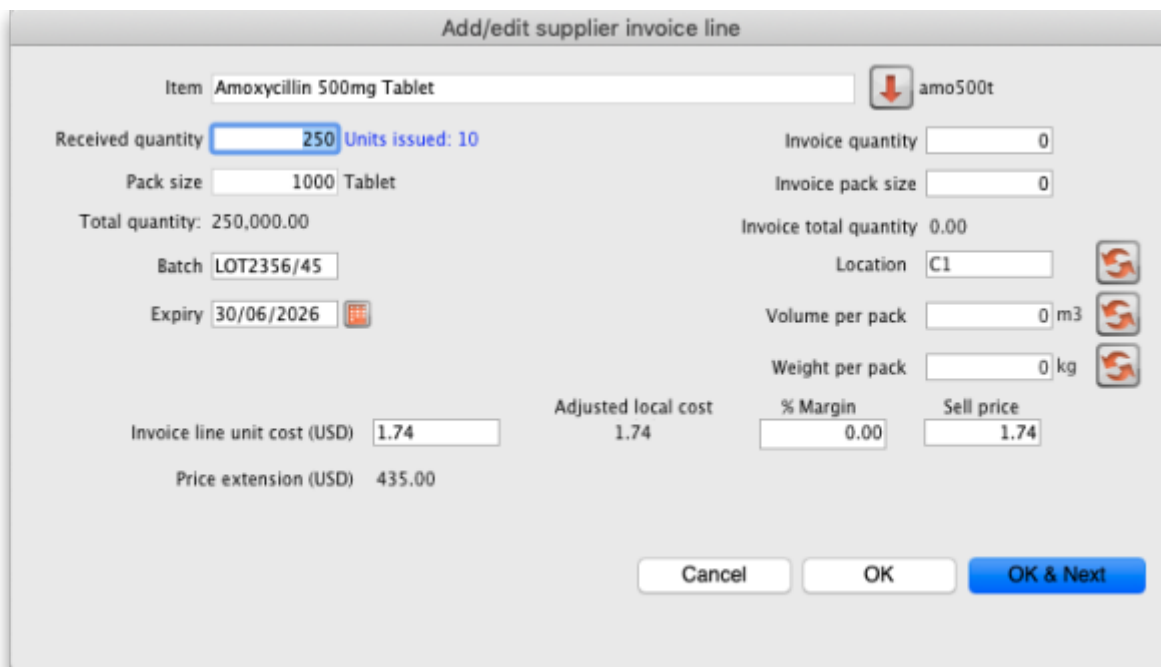 Add/edit supplier invoice line
Item Amoxycillin 500mg Tablet amo500t
Received quantity 250 Units issued: 10 Invoice quantity 0
Pack size 1000 Tablet Invoice pack size 0
Total quantity: 250,000.00 Invoice total quantity 0.00
Batch LOT2356/45 Location C1
Expiry 30/06/2026 Volume per pack 0 m3
Weight per pack 0 kg
Adjusted local cost % Margin Sell price
Invoice line unit cost (USD) 1.74 1.74 0.00 1.74
Price extension (USD) 435.00
Cancel OK OK & Next